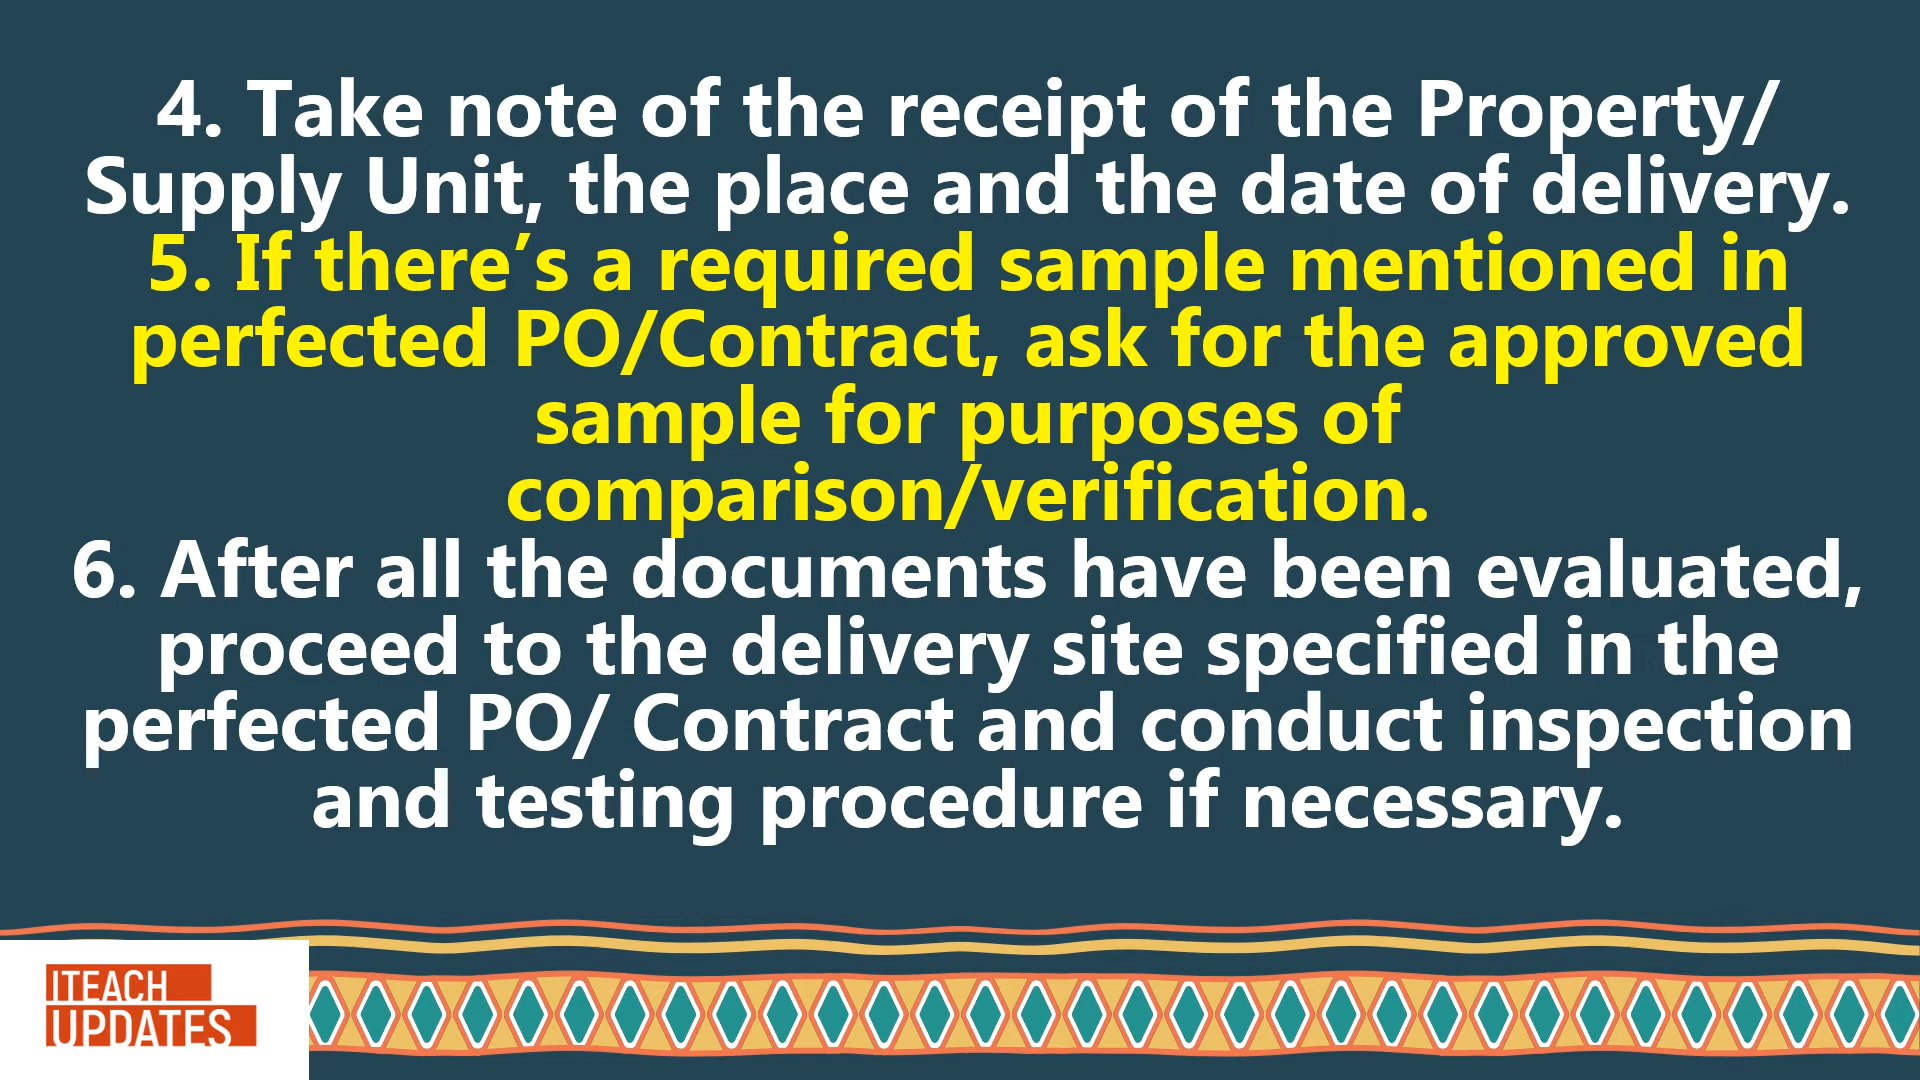 4. Take note of the receipt of the Property/
Supply Unit, the place and the date of delivery.
5. If there’s a required sample mentioned in
perfected PO/Contract, ask for the approved
sample for purposes of
comparison/verification.
6. After all the documents have been evaluated,
proceed to the delivery site specified in the
perfected PO/ Contract and conduct inspection
and testing procedure if necessary.
ITEACH
UPDATES